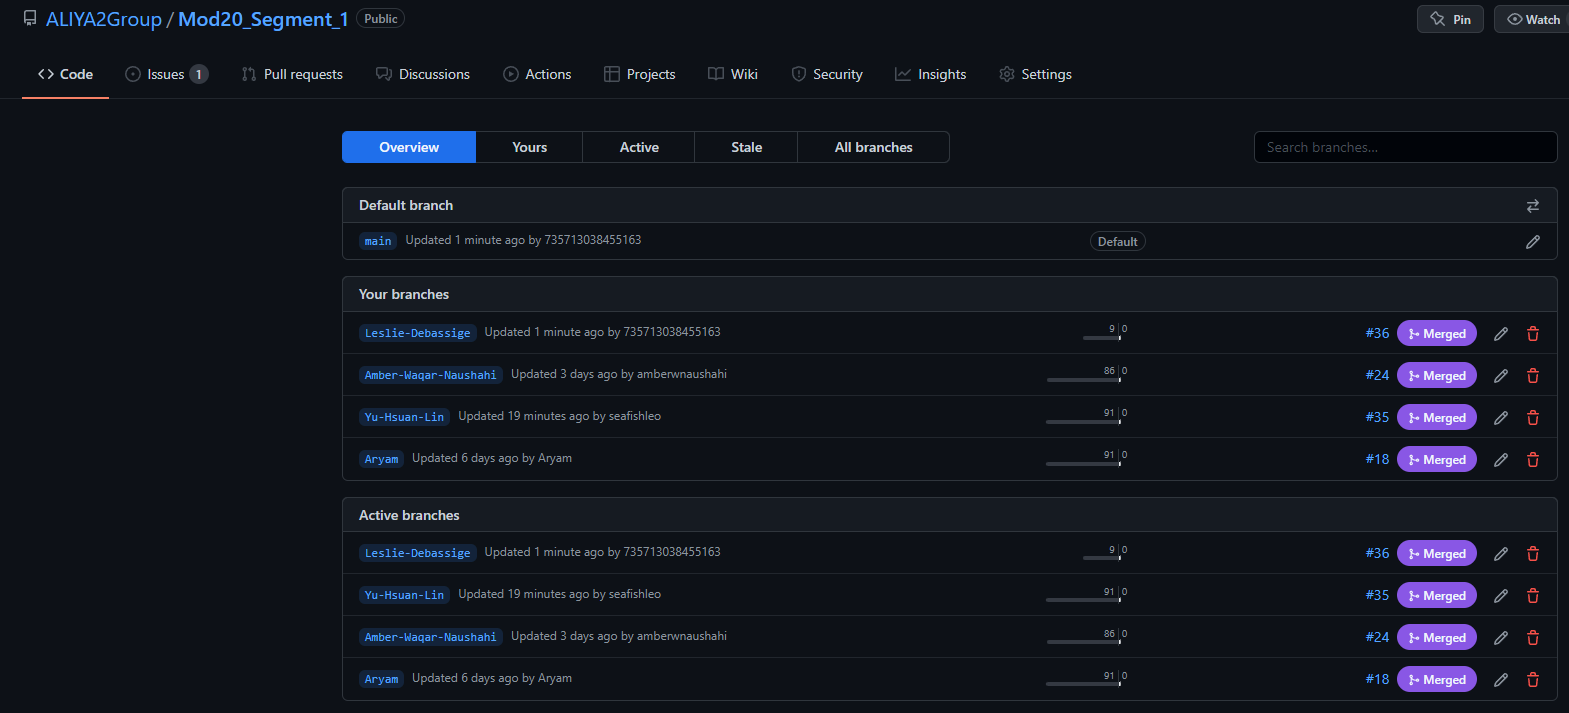 ALIYA2Group / Mod20_Segment_1 Public Pin Watch
Code Issues 1 Pull requests Discussions Actions Projects Wiki Security Insights Settings
Overview Yours Active Stale All branches Search branches...
Default branch
main Updated 1 minute ago by 735713038455163 Default
Your branches
Leslie-Debassige Updated 1 minute ago by 735713038455163 9 0 #36 Merged
Amber-Waqar-Naushahi Updated 3 days ago by amberwnaushahi 86 0 #24 Merged
Yu-Hsuan-Lin Updated 19 minutes ago by seafishleo 91 0 #35 Merged
Aryam Updated 6 days ago by Aryam 91 0 #18 Merged
Active branches
Leslie-Debassige Updated 1 minute ago by 735713038455163 9 0 #36 Merged
Yu-Hsuan-Lin Updated 19 minutes ago by seafishleo 91 0 #35 Merged
Amber-Waqar-Naushahi Updated 3 days ago by amberwnaushahi 86 0 #24 Merged
Aryam Updated 6 days ago by Aryam 91 0 #18 Merged